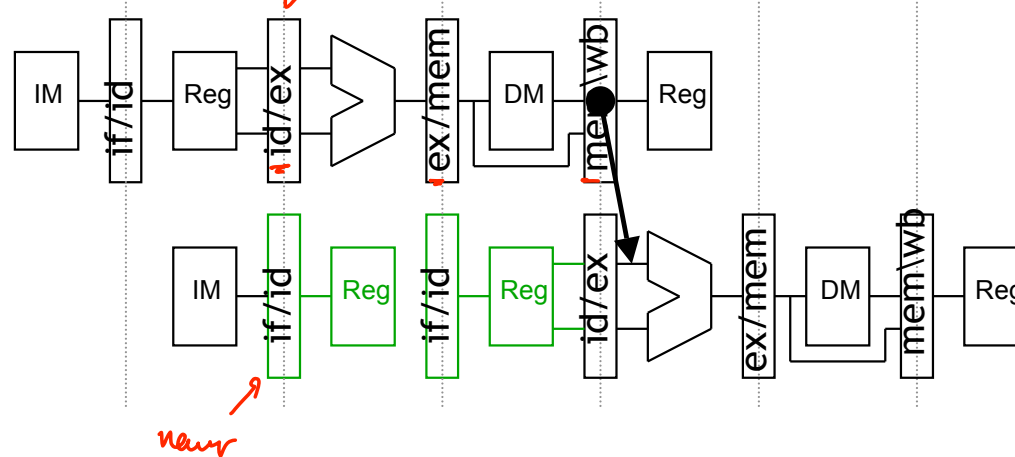 IM
if/id
Reg
id/ex
ex/mem
DM
mem\wb
Reg
IM
if/id
Reg
if/id
Reg
id/ex
ex/mem
DM
mem\wb
Reg